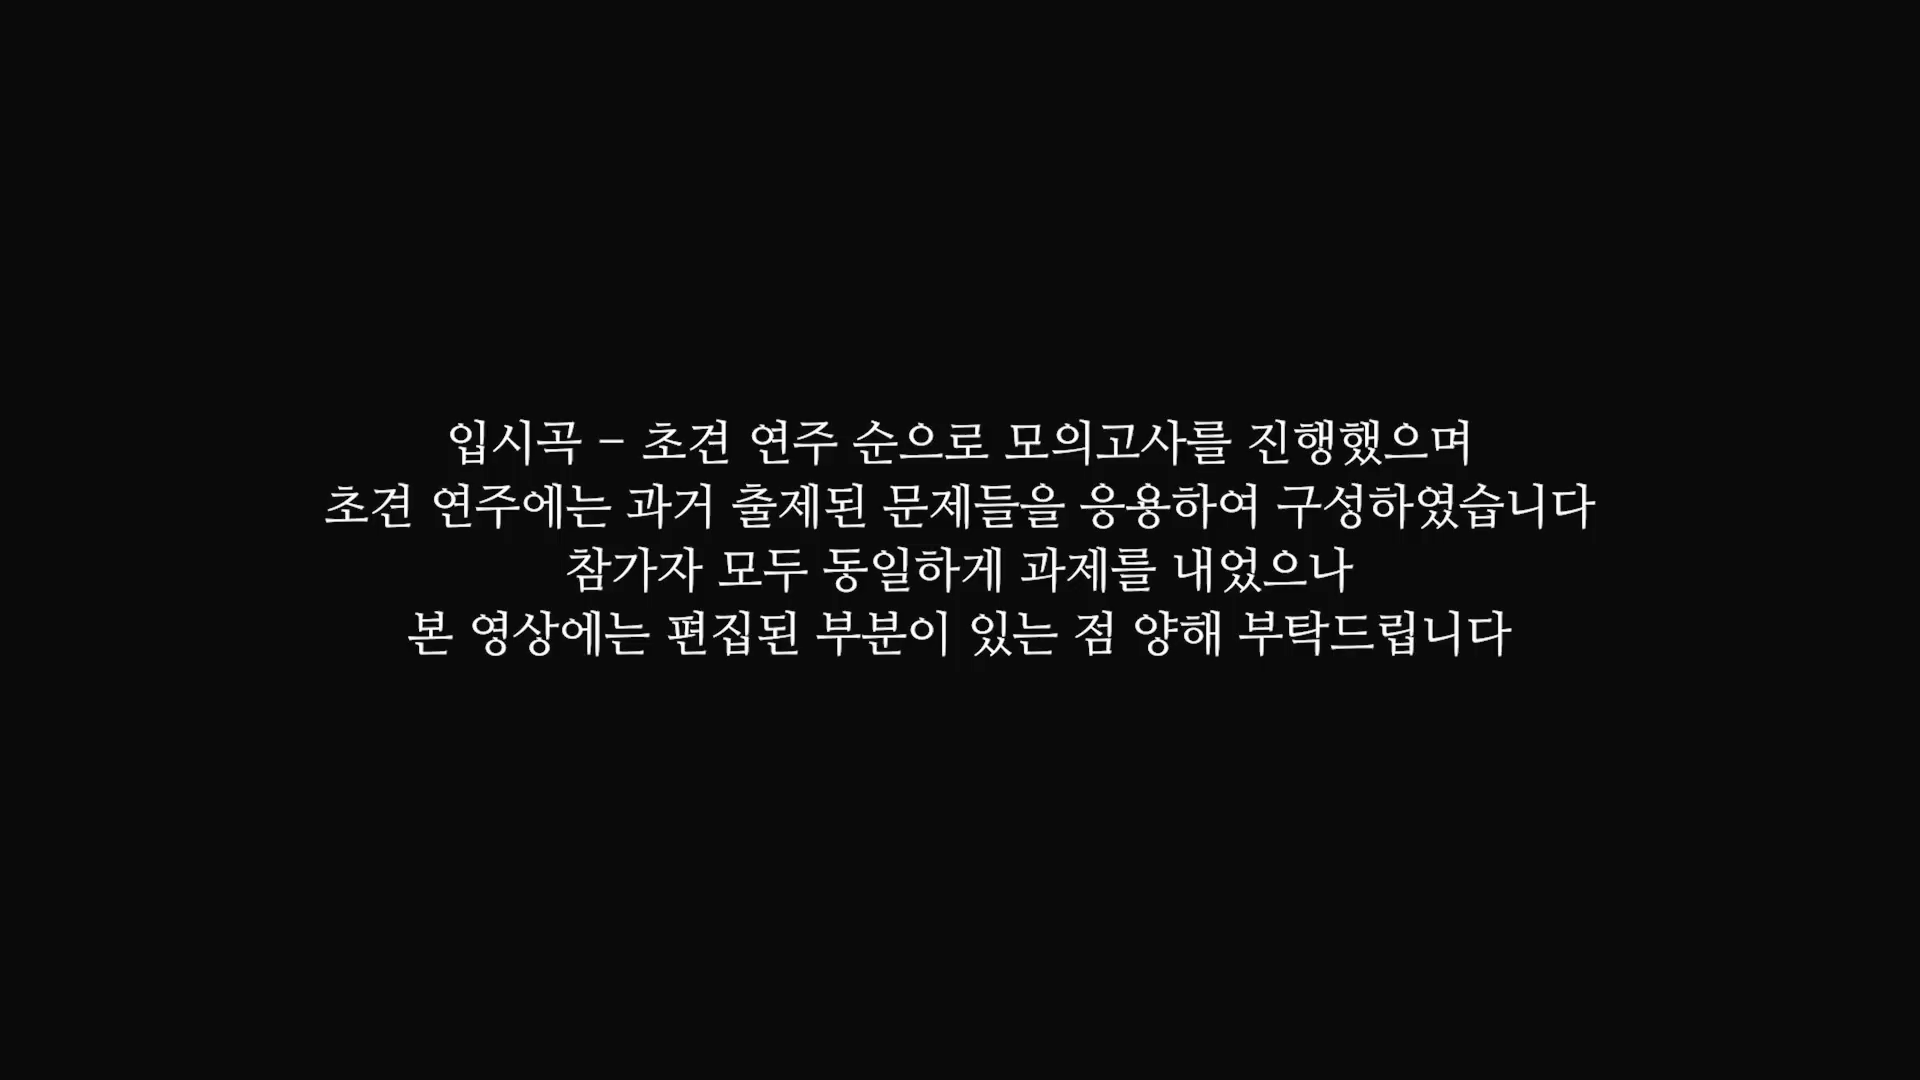 입시곡 - 초견 연주 순으로 모의고사를 진행했으며
초견 연주에는 과거 출제된 문제들을 응용하여 구성하였습니다
참가자 모두 동일하게 과제를 내었으나
본 영상에는 편집된 부분이 있는 점 양해 부탁드립니다